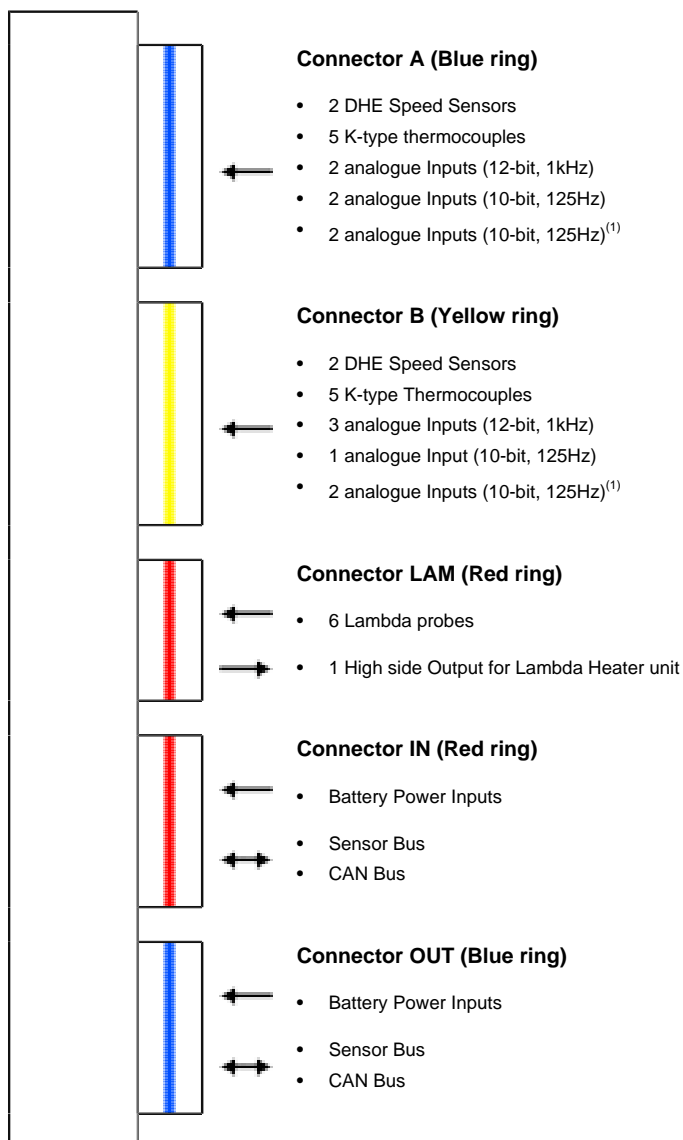 Connector A (Blue ring)
• 2 DHE Speed Sensors
• 5 K-type thermocouples
• 2 analogue Inputs (12-bit, 1kHz)
• 2 analogue Inputs (10-bit, 125Hz)
• 2 analogue Inputs (10-bit, 125Hz)(1)
Connector B (Yellow ring)
• 2 DHE Speed Sensors
• 5 K-type Thermocouples
• 3 analogue Inputs (12-bit, 1kHz)
• 1 analogue Input (10-bit, 125Hz)
• 2 analogue Inputs (10-bit, 125Hz)(1)
Connector LAM (Red ring)
• 6 Lambda probes
• 1 High side Output for Lambda Heater unit
Connector IN (Red ring)
• Battery Power Inputs
• Sensor Bus
• CAN Bus
Connector OUT (Blue ring)
• Battery Power Inputs
• Sensor Bus
• CAN Bus